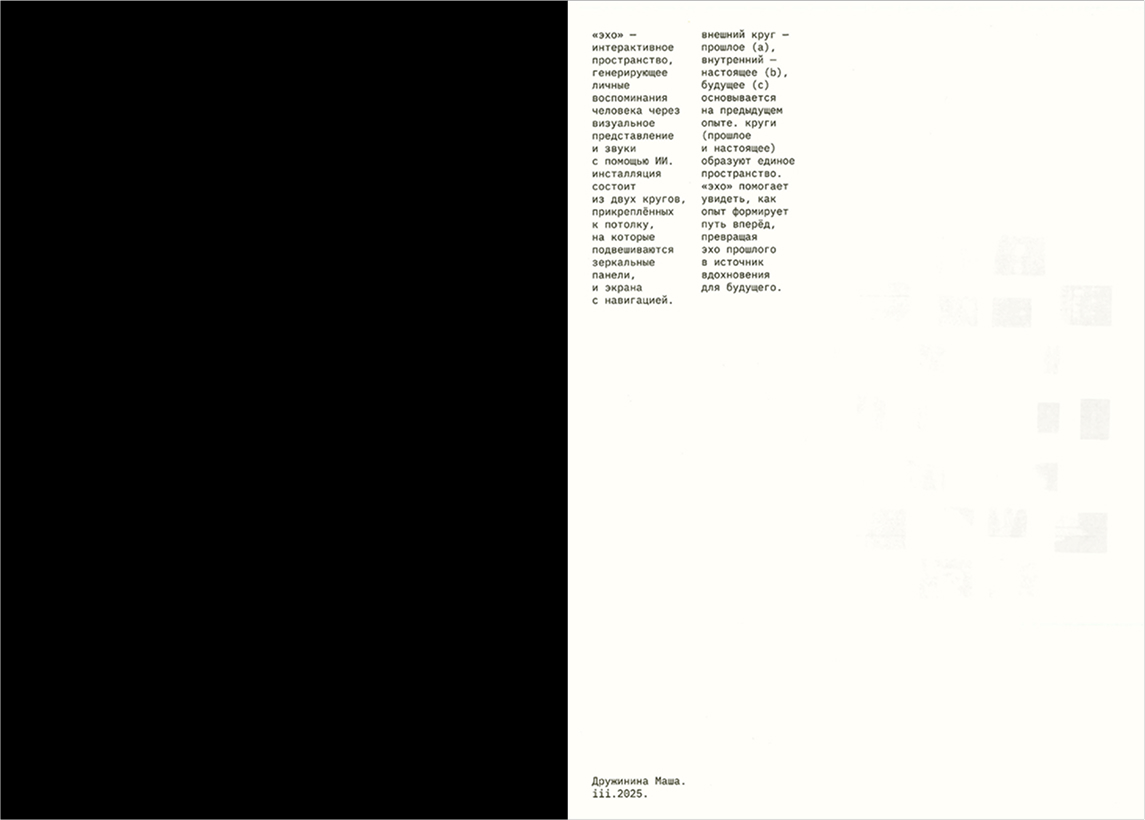 «эхо» —
интерактивное
пространство,
генерирующее
личные
воспоминания
человека через
визуальное
представление
и звуки
с помощью ИИ.
инсталляция
состоит
из двух кругов,
прикреплённых
к потолку,
на которые
подвешиваются
зеркальные
панели,
и экрана
с навигацией.
внешний круг —
прошлое (a),
внутренний —
настоящее (b),
будущее (c)
основывается
на предыдущем
опыте. круги
(прошлое
и настоящее)
образуют единое
пространство.
«эхо» помогает
увидеть, как
опыт формирует
путь вперёд,
превращая
эхо прошлого
в источник
вдохновения
для будущего.
Дружинина Маша.
iii.2025.